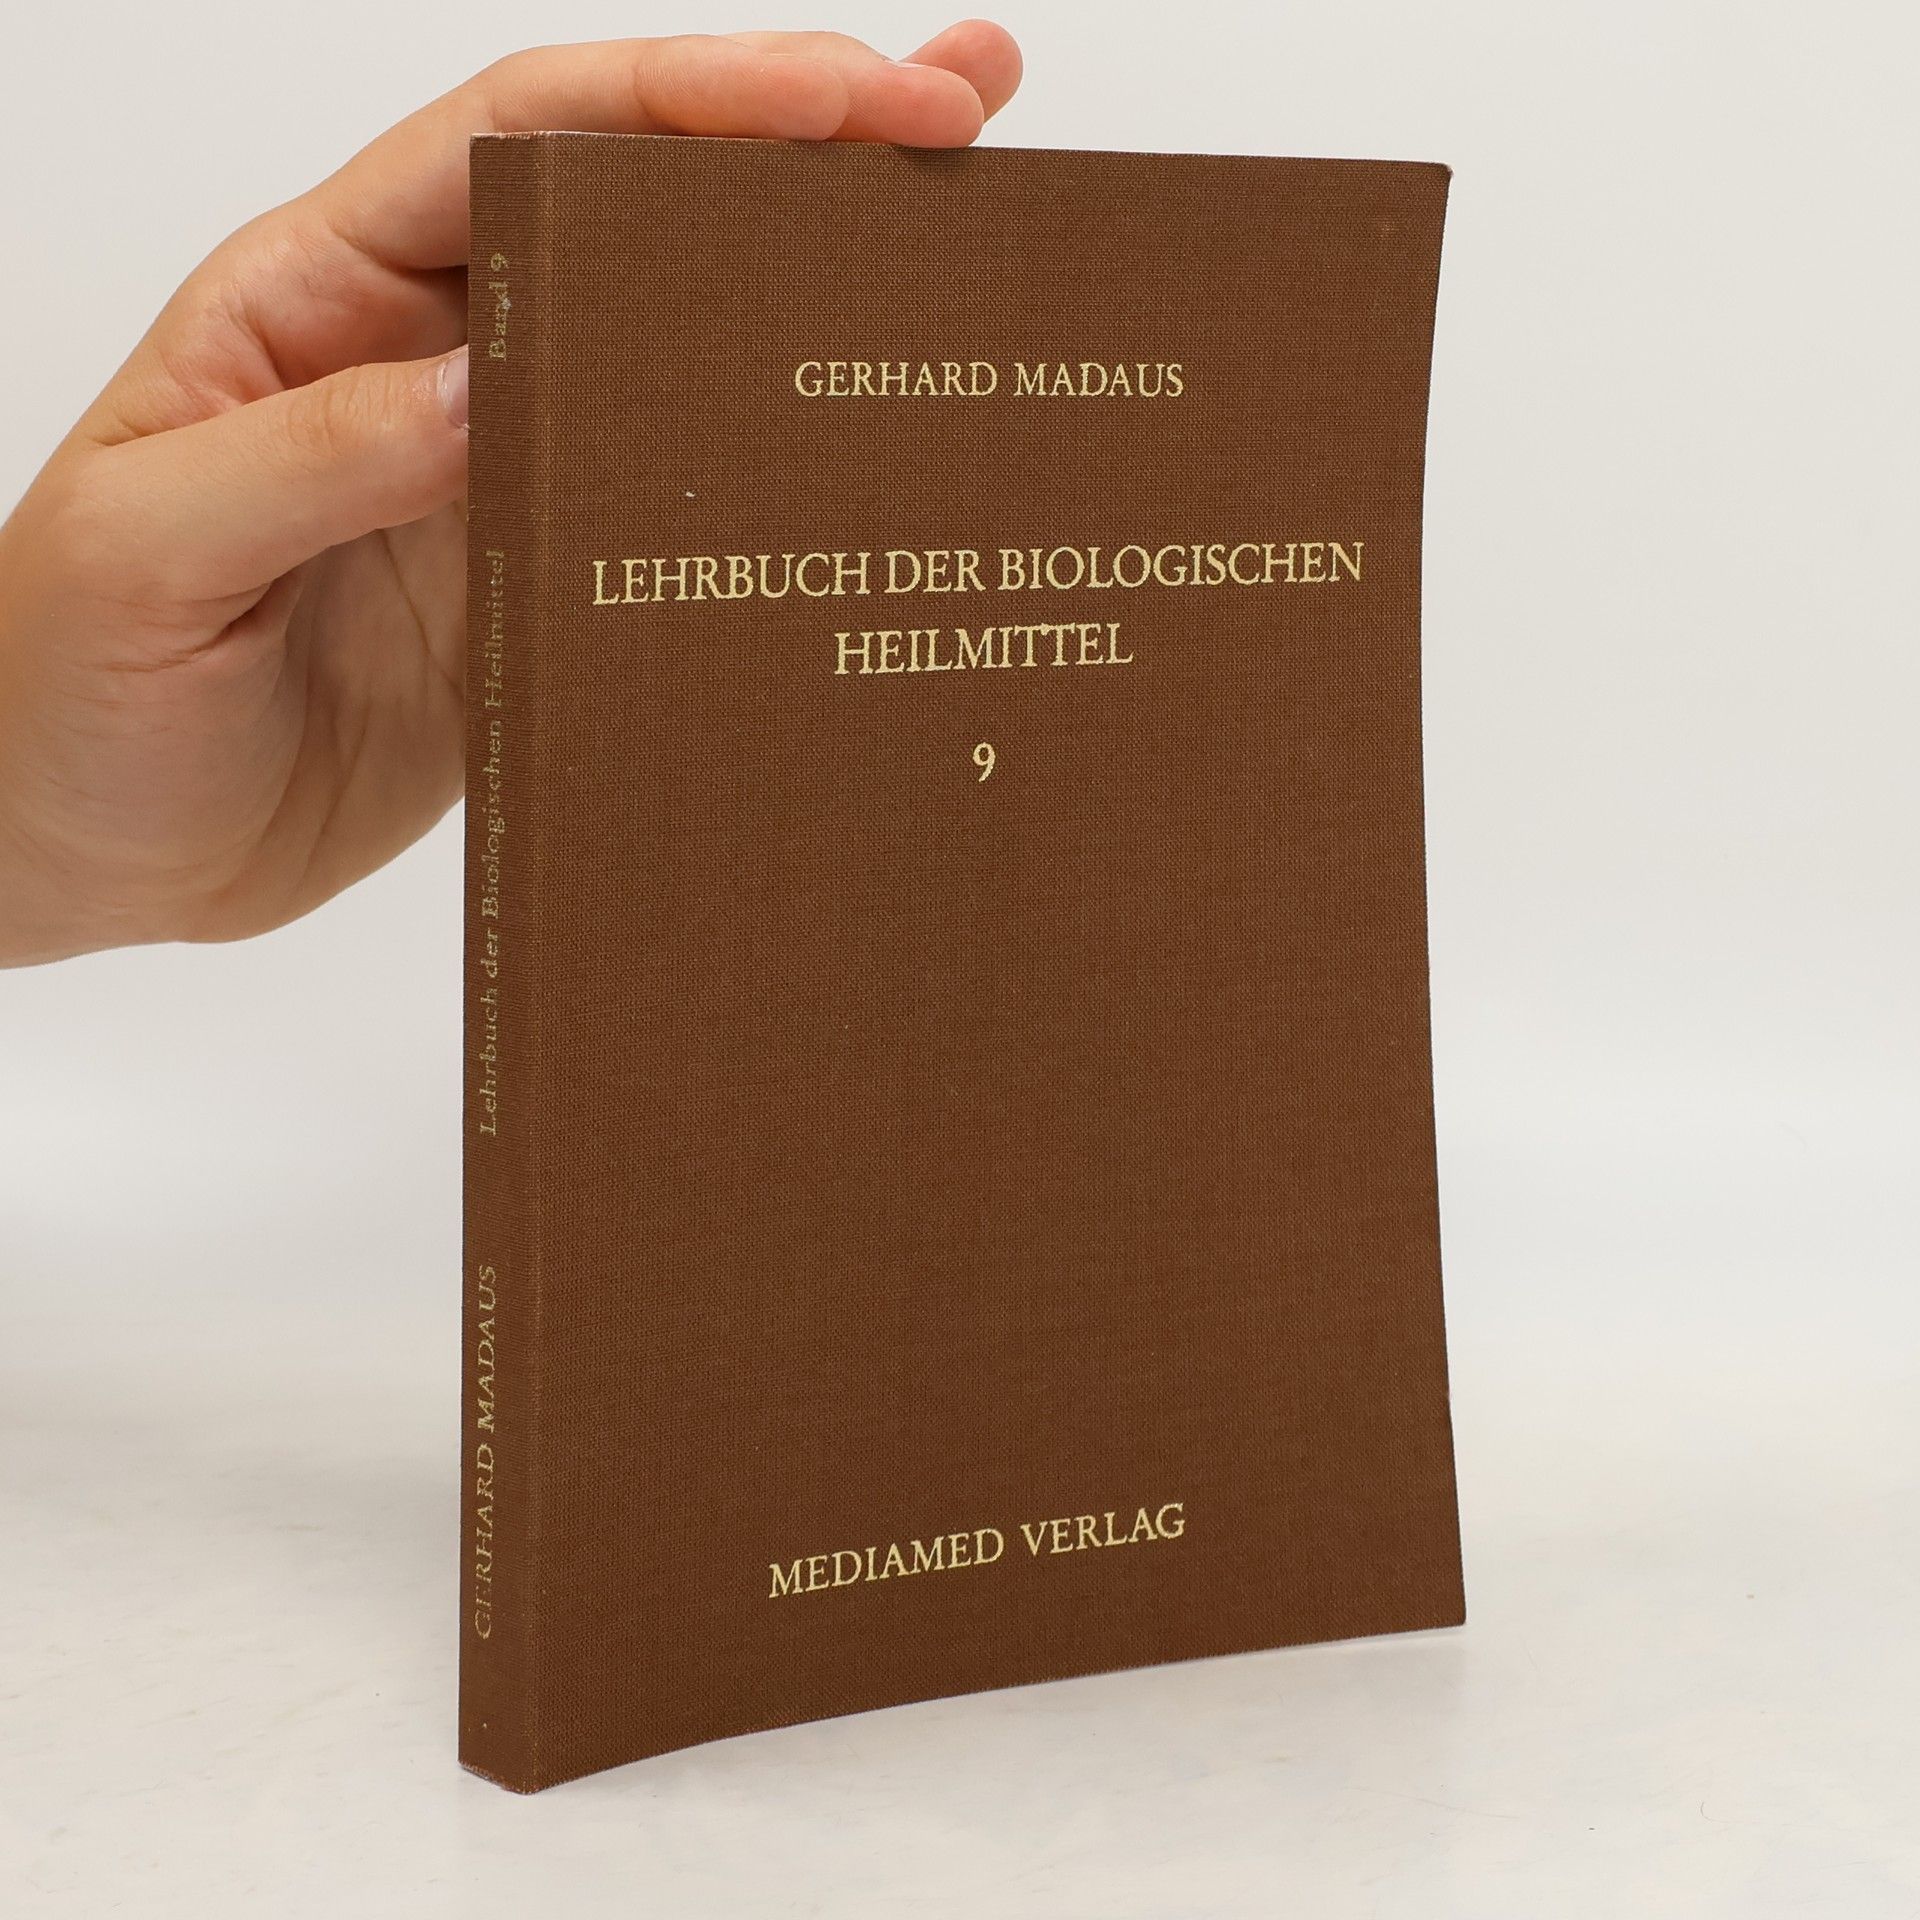 GERHARD MADAUS
LEHRBUCH DER BIOLOGISCHEN
HEILMITTEL
9
MEDIAMED VERLAG
GERHARD MADAUS Lehrbuch der Biologischen Heilmittel Band 9